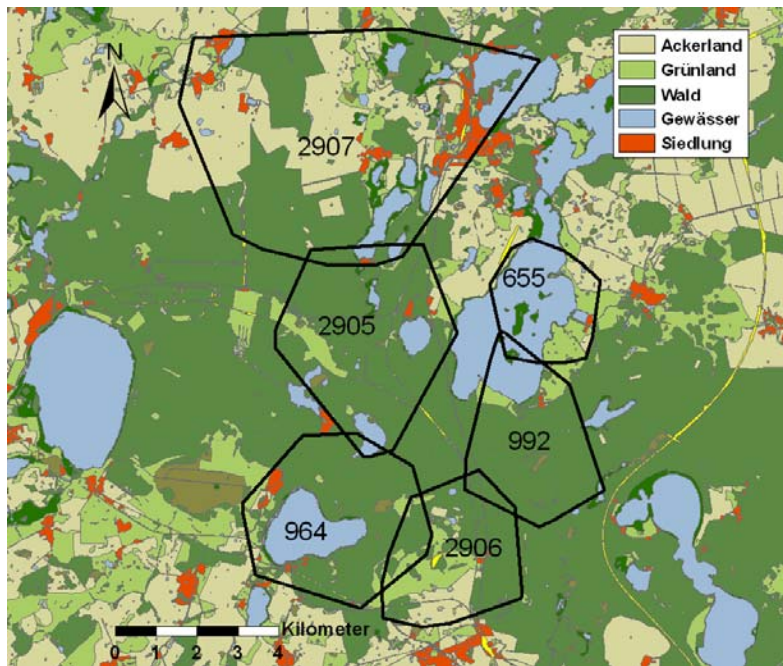 N
Ackerland
Grünland
Wald
Gewässer
Siedlung
2907
655
2905
992
964
2906
Kilometer
0 1 2 3 4